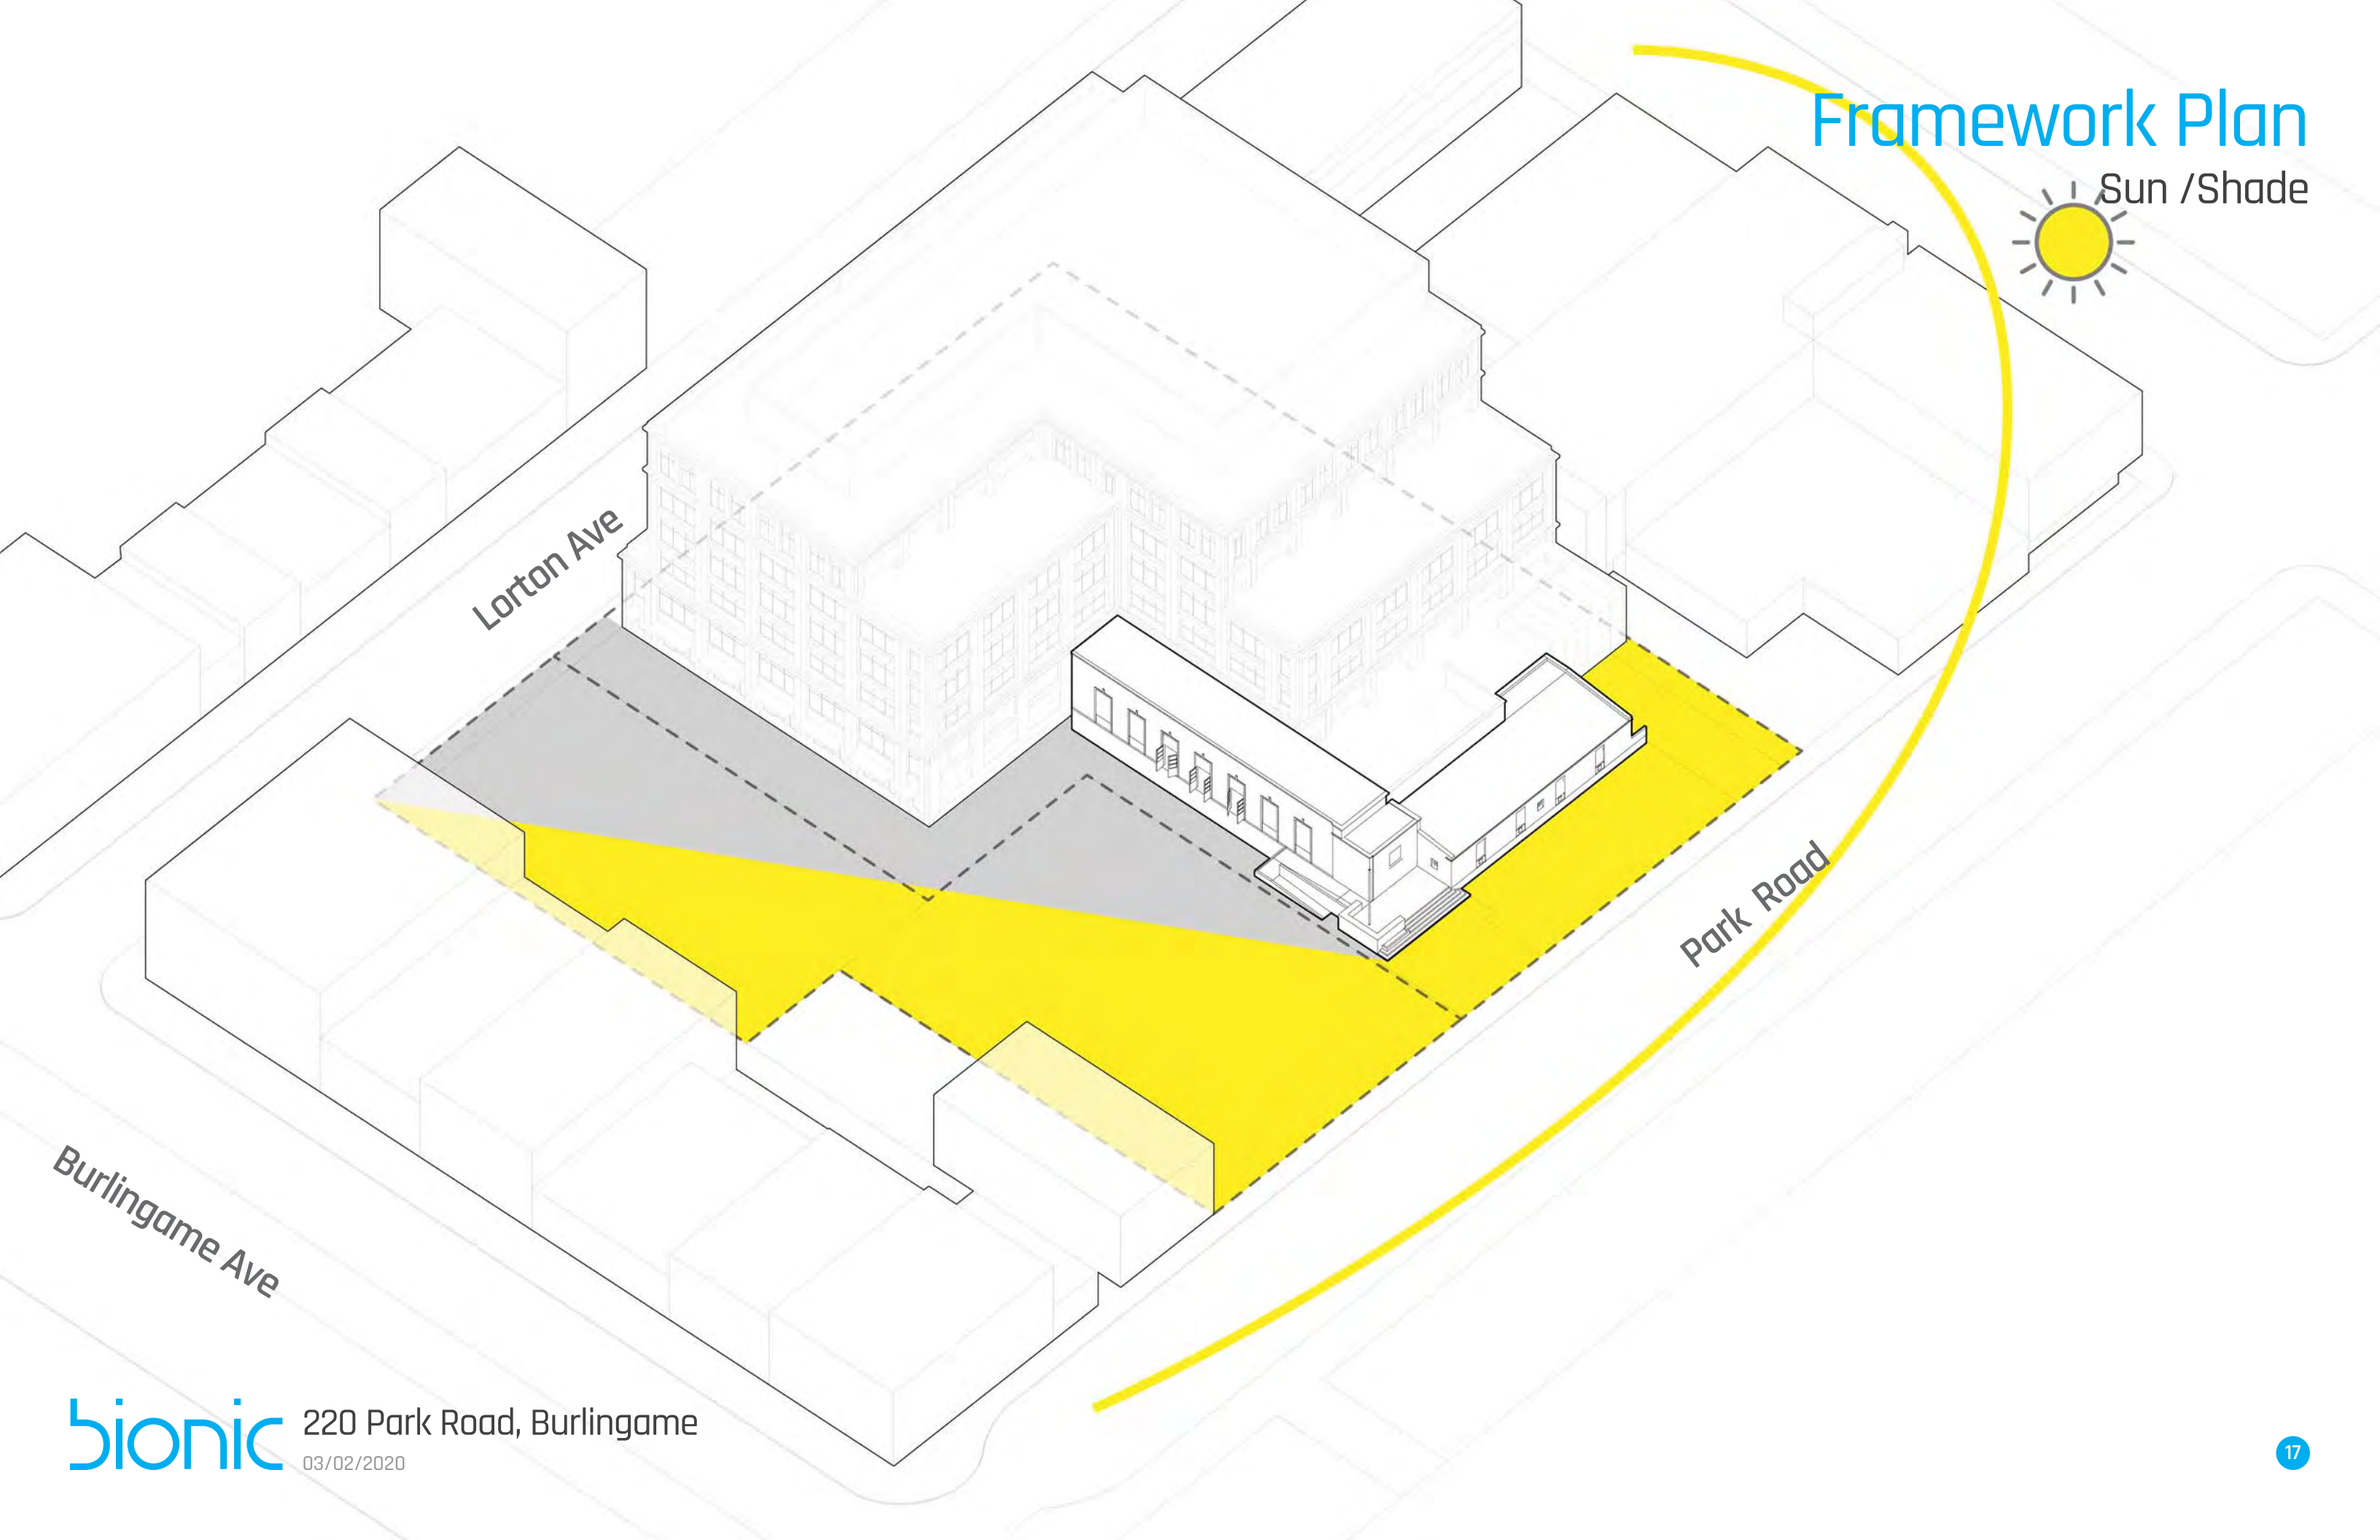 Framework Plan
Sun /Shade
Lorton Ave
Park Road
Burlingame Ave
bionic
220 Park Road, Burlingame
03/02/2020
17